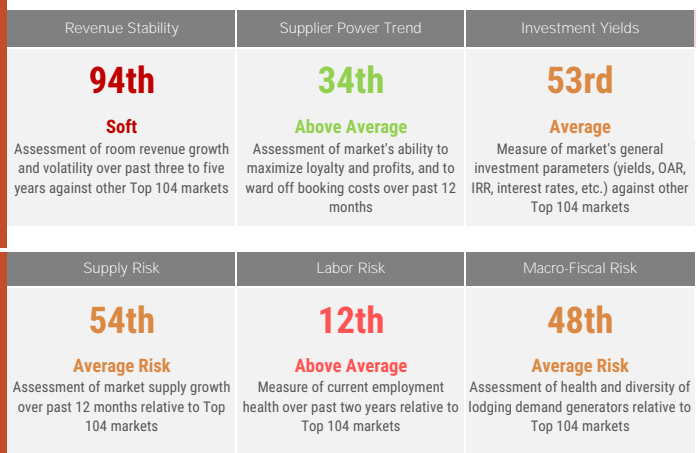 Revenue Stability
94th
Soft
Assessment of room revenue growth
and volatility over past three to five
years against other Top 104 markets
Supplier Power Trend
34th
Above Average
Assessment of market's ability to
maximize loyalty and profits, and to
ward off booking costs over past 12
months
Investment Yields
53rd
Average
Measure of market's general
investment parameters (yields, OAR,
IRR, interest rates, etc.) against other
Top 104 markets
Supply Risk
54th
Average Risk
Assessment of market supply growth
over past 12 months relative to Top
104 markets
Labor Risk
12th
Above Average
Measure of current employment
health over past two years relative to
Top 104 markets
Macro-Fiscal Risk
48th
Average Risk
Assessment of health and diversity of
lodging demand generators relative to
Top 104 markets